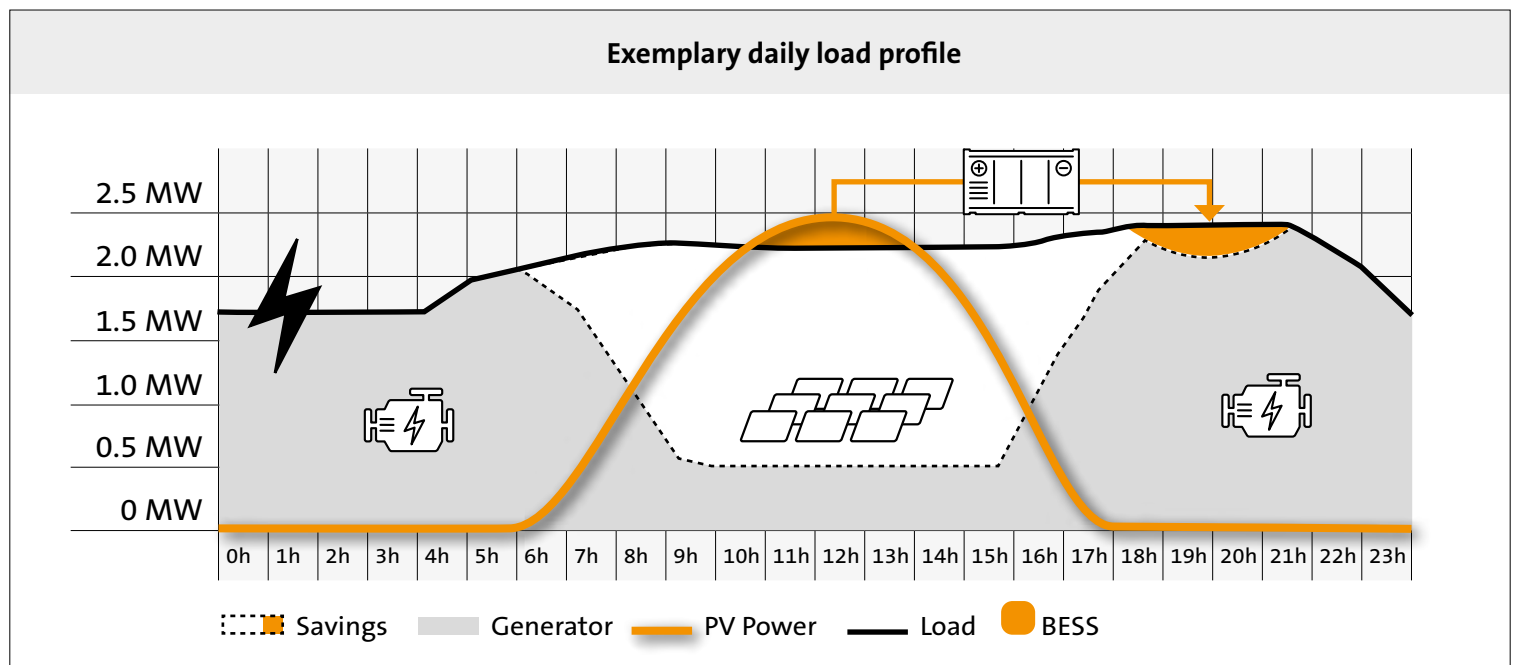 Exemplary daily load profile
2.5 MW
2.0 MW
1.5 MW
1.0 MW
0.5 MW
0 MW
0h 1h 2h 3h 4h 5h 6h 7h 8h 9h 10h 11h 12h 13h 14h 15h 16h 17h 18h 19h 20h 21h 22h 23h
Savings Generator PV Power Load BESS